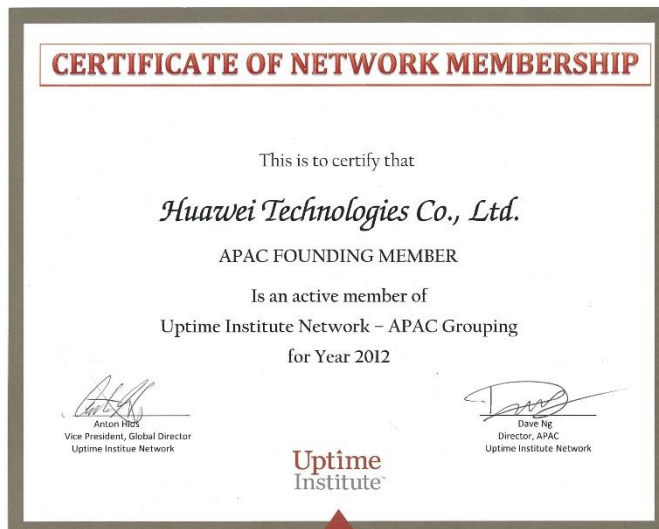 CERTIFICATE OF NETWORK MEMBERSHIP
This is to certify that
Huawei Technologies Co., Ltd.
APAC FOUNDING MEMBER
Is an active member of
Uptime Institute Network – APAC Grouping
for Year 2012
Anton
Vice President, Global Director
Uptime Institue Network
Dave Ng
Director, APAC
Uptime Institute Network
Uptime
Institute